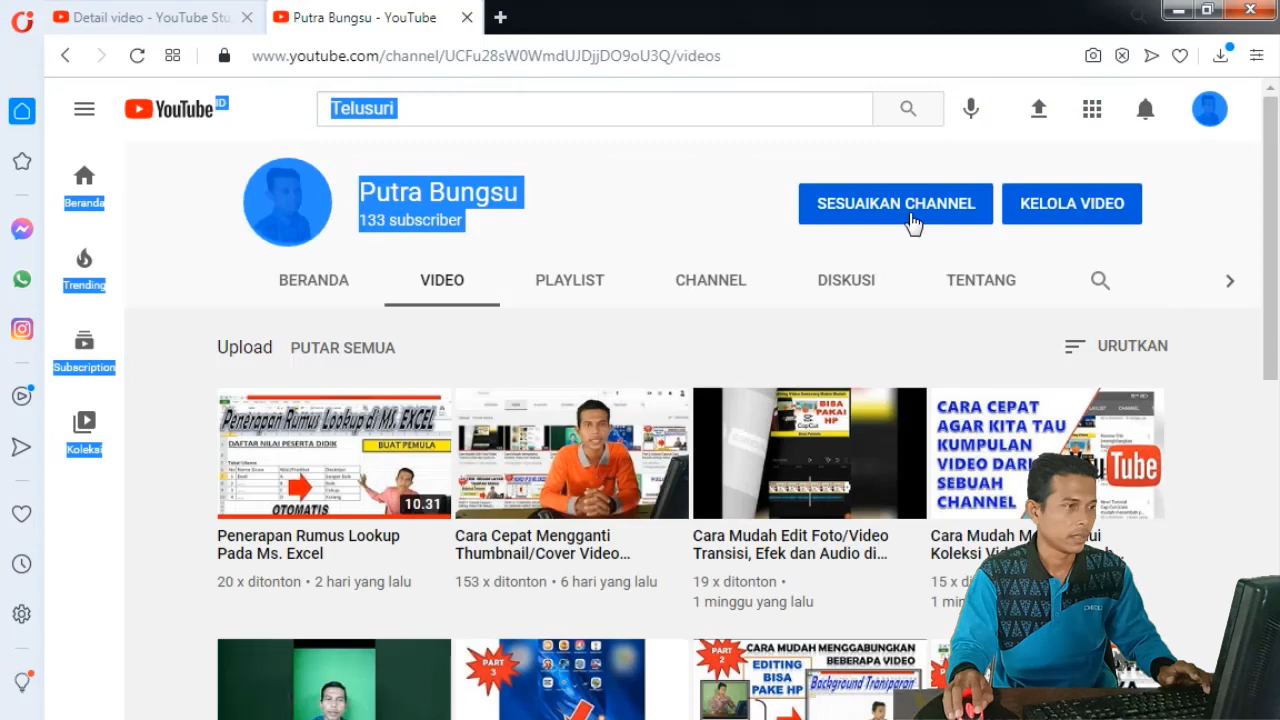 Detail video - YouTube Stu
Putra Bungsu - YouTube
www.youtube.com/channel/UCFu28sW0WmdUJDjjDO9oU3Q/videos
YouTube ID
Telusuri
Beranda
Trending
Subscription
Koleksi
Putra Bungsu
133 subscriber
SESUAIKAN CHANNEL
KELOLA VIDEO
BERANDA
VIDEO
PLAYLIST
CHANNEL
DISKUSI
TENTANG
Upload
PUTAR SEMUA
URUTKAN
Penerapan Rumus Lookup di Ms. EXCEL
DAFTAR NILAI PESERTA DIDIK
BUAT PEMULA
OTOMATIS
10.31
Penerapan Rumus Lookup
Pada Ms. Excel
20 x ditonton • 2 hari yang lalu
Cara Cepat Mengganti
Thumbnail/Cover Video…
153 x ditonton • 6 hari yang lalu
BISA
PAKAI HP
CapCut
Cara Mudah Edit Foto/Video
Transisi, Efek dan Audio di…
19 x ditonton •
1 minggu yang lalu
CARA CEPAT
AGAR KITA TAU
KUMPULAN
VIDEO DARI
SEBUAH
CHANNEL
Tube
Cara Mudah
Koleksi
15 x
PART
3
PART
2
CARA MUDAH MENGGABUNGKAN
BEBERAPA VIDEO
EDITING
BISA
PAKE HP
Background Transparan